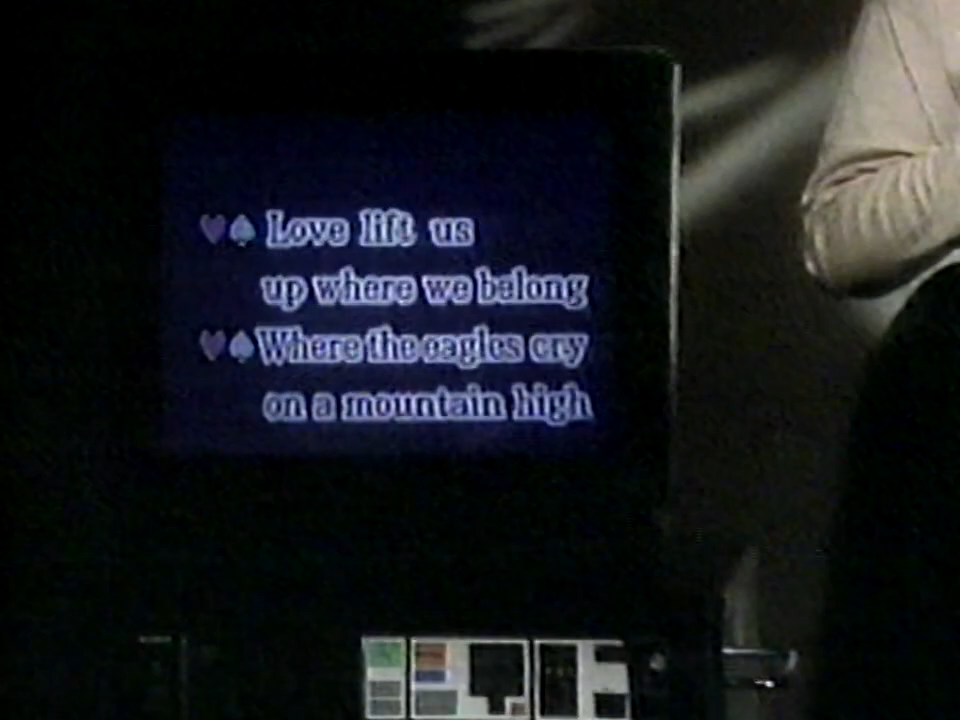 ♥♠ Love lift us
up where we belong
♥♠ Where the eagles cry
on a mountain high